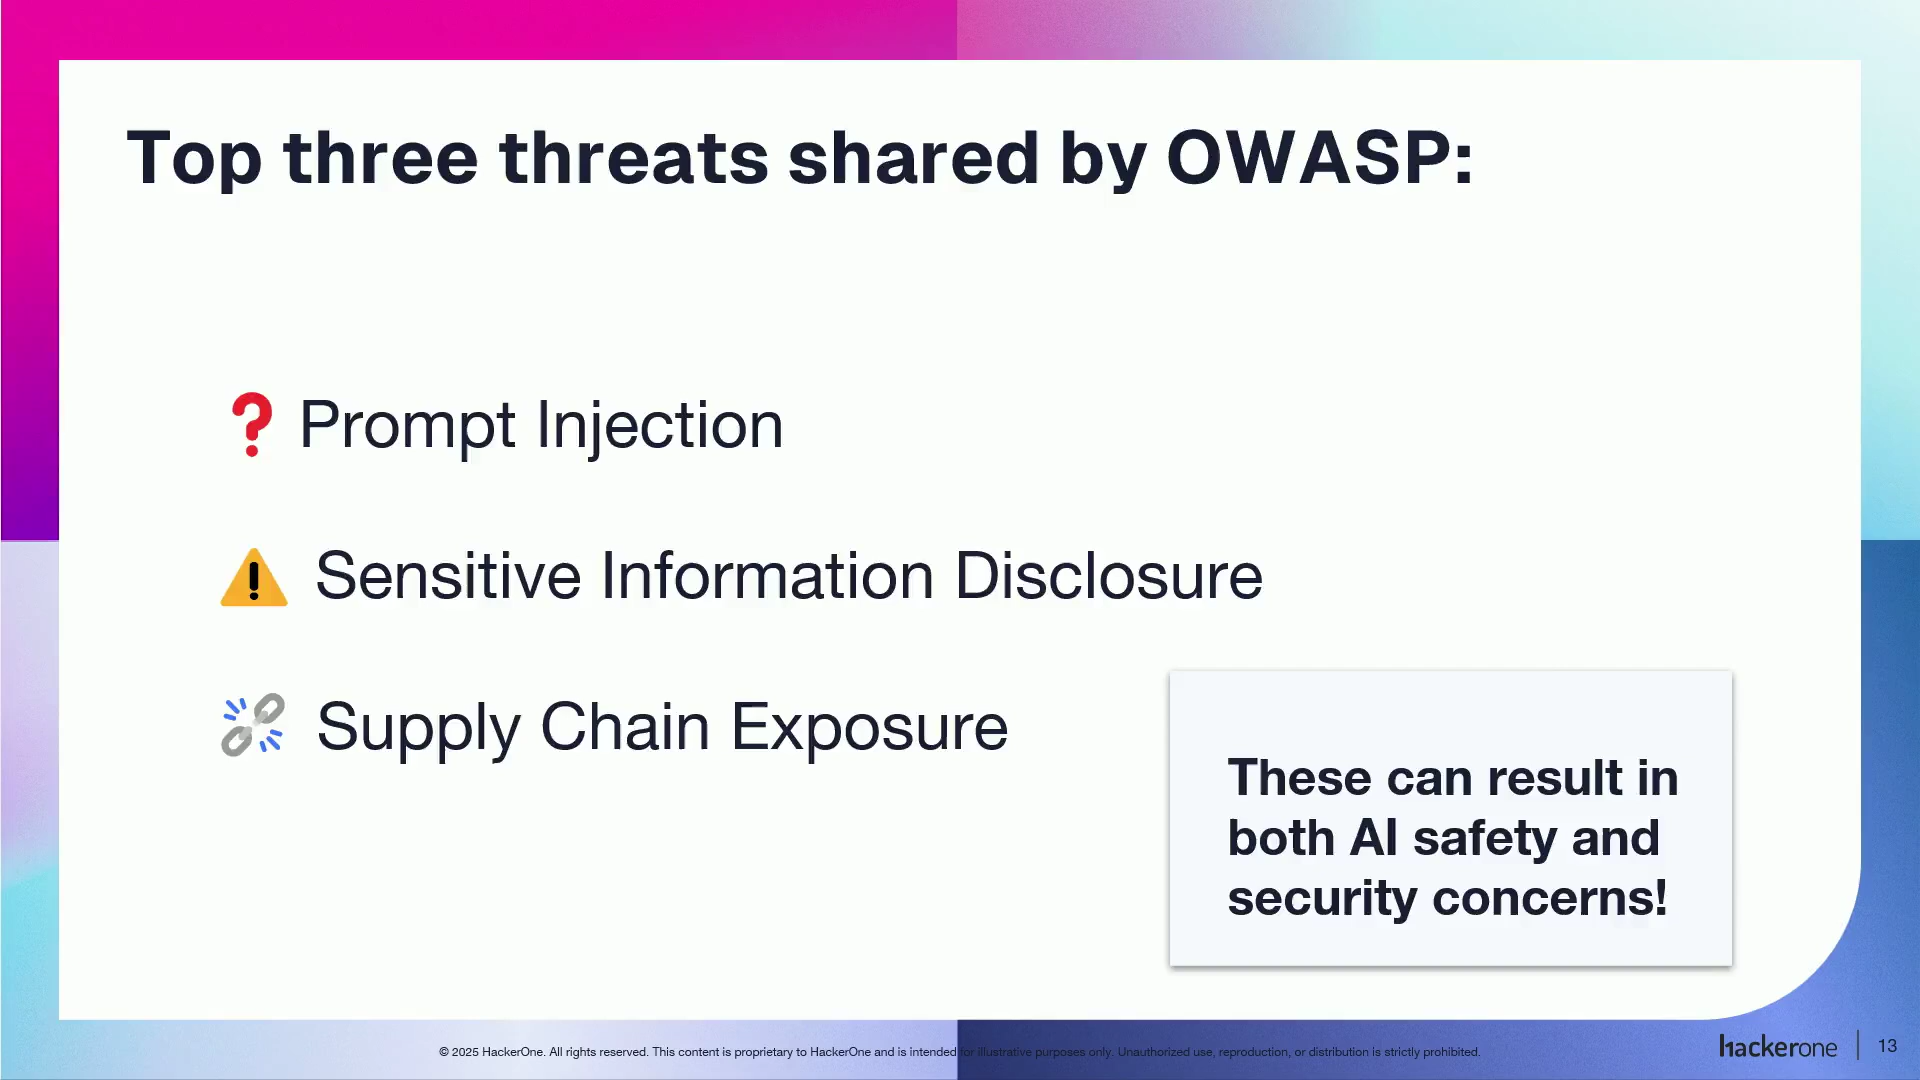 Top three threats shared by OWASP:
❓ Prompt Injection
⚠️ Sensitive Information Disclosure
⛓️‍💥 Supply Chain Exposure
These can result in
both AI safety and
security concerns!
© 2025 HackerOne. All rights reserved. This content is proprietary to HackerOne and is intended for illustrative purposes only. Unauthorized use, reproduction, or distribution is strictly prohibited.
hackerone | 13